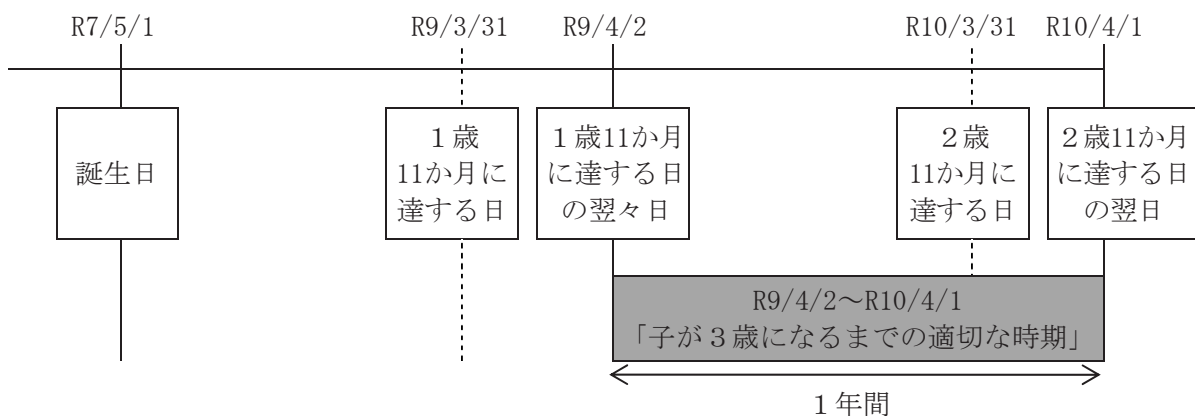 R7/5/1
R9/3/31
R9/4/2
R10/3/31
R10/4/1
誕生日
１歳
11か月に
達する日
１歳11か月
に達する日
の翌々日
２歳
11か月に
達する日
２歳11か月
に達する日
の翌日
R9/4/2～R10/4/1
「子が３歳になるまでの適切な時期」
１年間